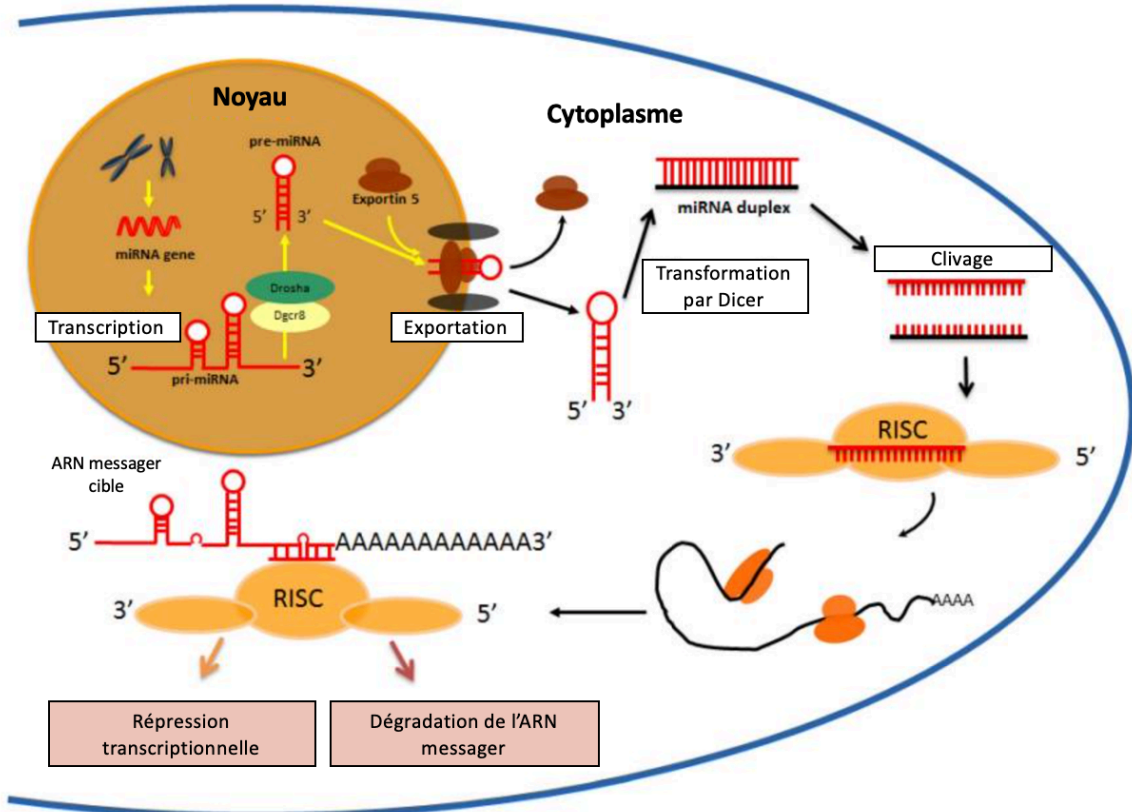 Noyau
Cytoplasme
pre-miRNA
Exportin 5
5' 3'
miRNA gene
miRNA duplex
Clivage
Transformation
par Dicer
Drosha
Dgcr8
Transcription
Exportation
5' 3'
pri-miRNA
5' 3'
RISC
3' 5'
ARN messager
cible
5' AAAAAAAAAAAA3'
RISC
3' 5'
AAAA
Répression
transcriptionnelle
Dégradation de l'ARN
messager